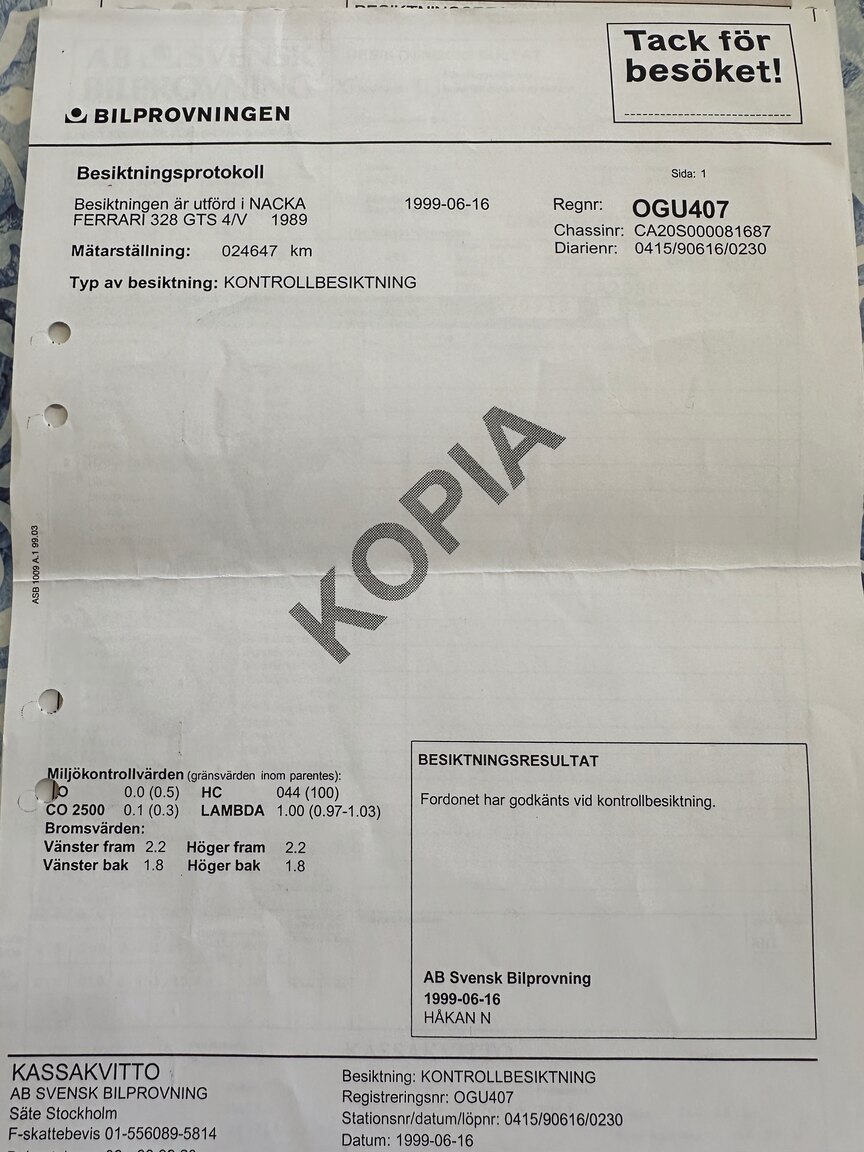 Tack för
besöket!
BILPROVNINGEN
Besiktningsprotokoll
Sida: 1
Besiktningen är utförd i NACKA 1999-06-16
FERRARI 328 GTS 4/V 1989
Regnr: OGU407
Chassinr: CA20S000081687
Diarienr: 0415/90616/0230
Mätarställning: 024647 km
Typ av besiktning: KONTROLLBESIKTNING
KOPIA
ASB 1009 A.1 99.03
Miljökontrollvärden (gränsvärden inom parentes):
O 0.0 (0.5) HC 044 (100)
CO 2500 0.1 (0.3) LAMBDA 1.00 (0.97-1.03)
Bromsvärden:
Vänster fram 2.2 Höger fram 2.2
Vänster bak 1.8 Höger bak 1.8
BESIKTNINGSRESULTAT
Fordonet har godkänts vid kontrollbesiktning.
AB Svensk Bilprovning
1999-06-16
HÅKAN N
KASSAKVITTO
AB SVENSK BILPROVNING
Säte Stockholm
F-skattebevis 01-556089-5814
Besiktning: KONTROLLBESIKTNING
Registreringsnr: OGU407
Stationsnr/datum/löpnr: 0415/90616/0230
Datum: 1999-06-16